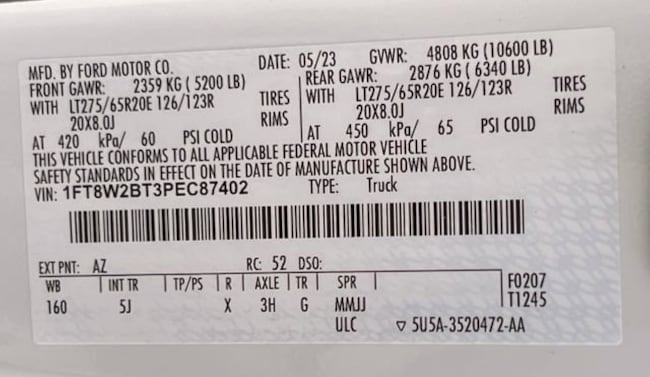 MFD. BY FORD MOTOR CO. DATE: 05/23 GVWR: 4808 KG (10600 LB)
FRONT GAWR: 2359 KG ( 5200 LB) REAR GAWR: 2876 KG ( 6340 LB)
WITH LT275/65R20E 126/123R TIRES WITH LT275/65R20E 126/123R TIRES
20X8.0J RIMS 20X8.0J RIMS
AT 420 kPa/ 60 PSI COLD AT 450 kPa/ 65 PSI COLD
THIS VEHICLE CONFORMS TO ALL APPLICABLE FEDERAL MOTOR VEHICLE
SAFETY STANDARDS IN EFFECT ON THE DATE OF MANUFACTURE SHOWN ABOVE.
VIN: 1FT8W2BT3PEC87402 TYPE: Truck
EXT PNT: AZ RC: 52 DSO:
WB INT TR TP/PS R AXLE TR SPR F0207
160 5J X 3H G MMJJ T1245
ULC ▽ 5U5A-3520472-AA